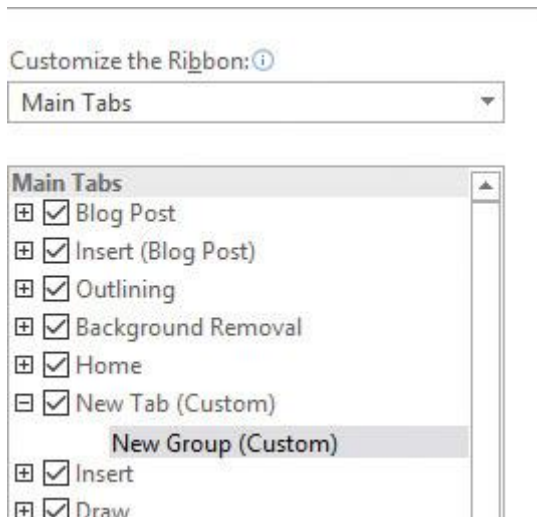 Customize the Ribbon:
Main Tabs
Main Tabs
Blog Post
Insert (Blog Post)
Outlining
Background Removal
Home
New Tab (Custom)
New Group (Custom)
Insert
Draw